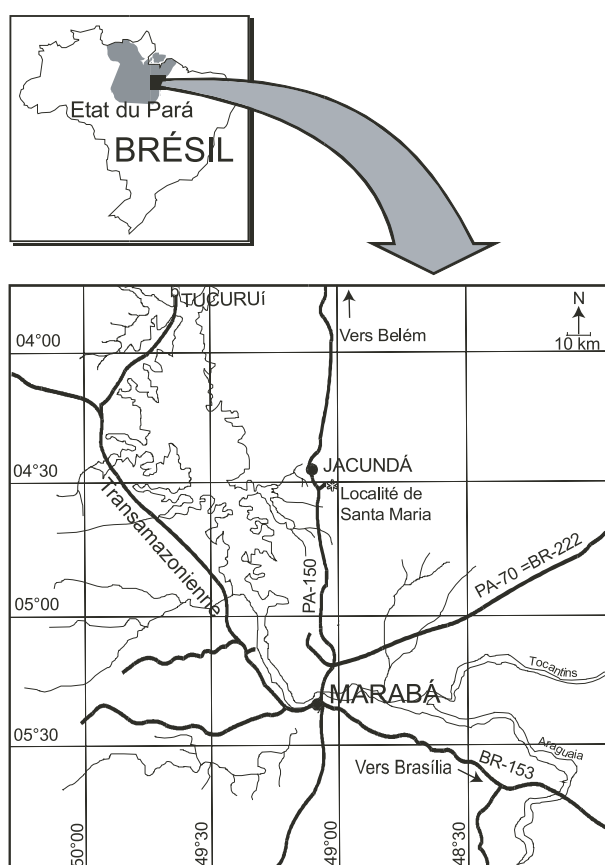 Etat du Pará
BRÉSIL
TUCURUí
Vers Belém
N
10 km
04°00
JACUNDÁ
04°30
Localité de
Santa Maria
Transamazonienne
PA-150
PA-70 =BR-222
05°00
Tocantins
MARABÁ
Araguaia
05°30
BR-153
Vers Brasília
50°00
49°30
49°00
48°30